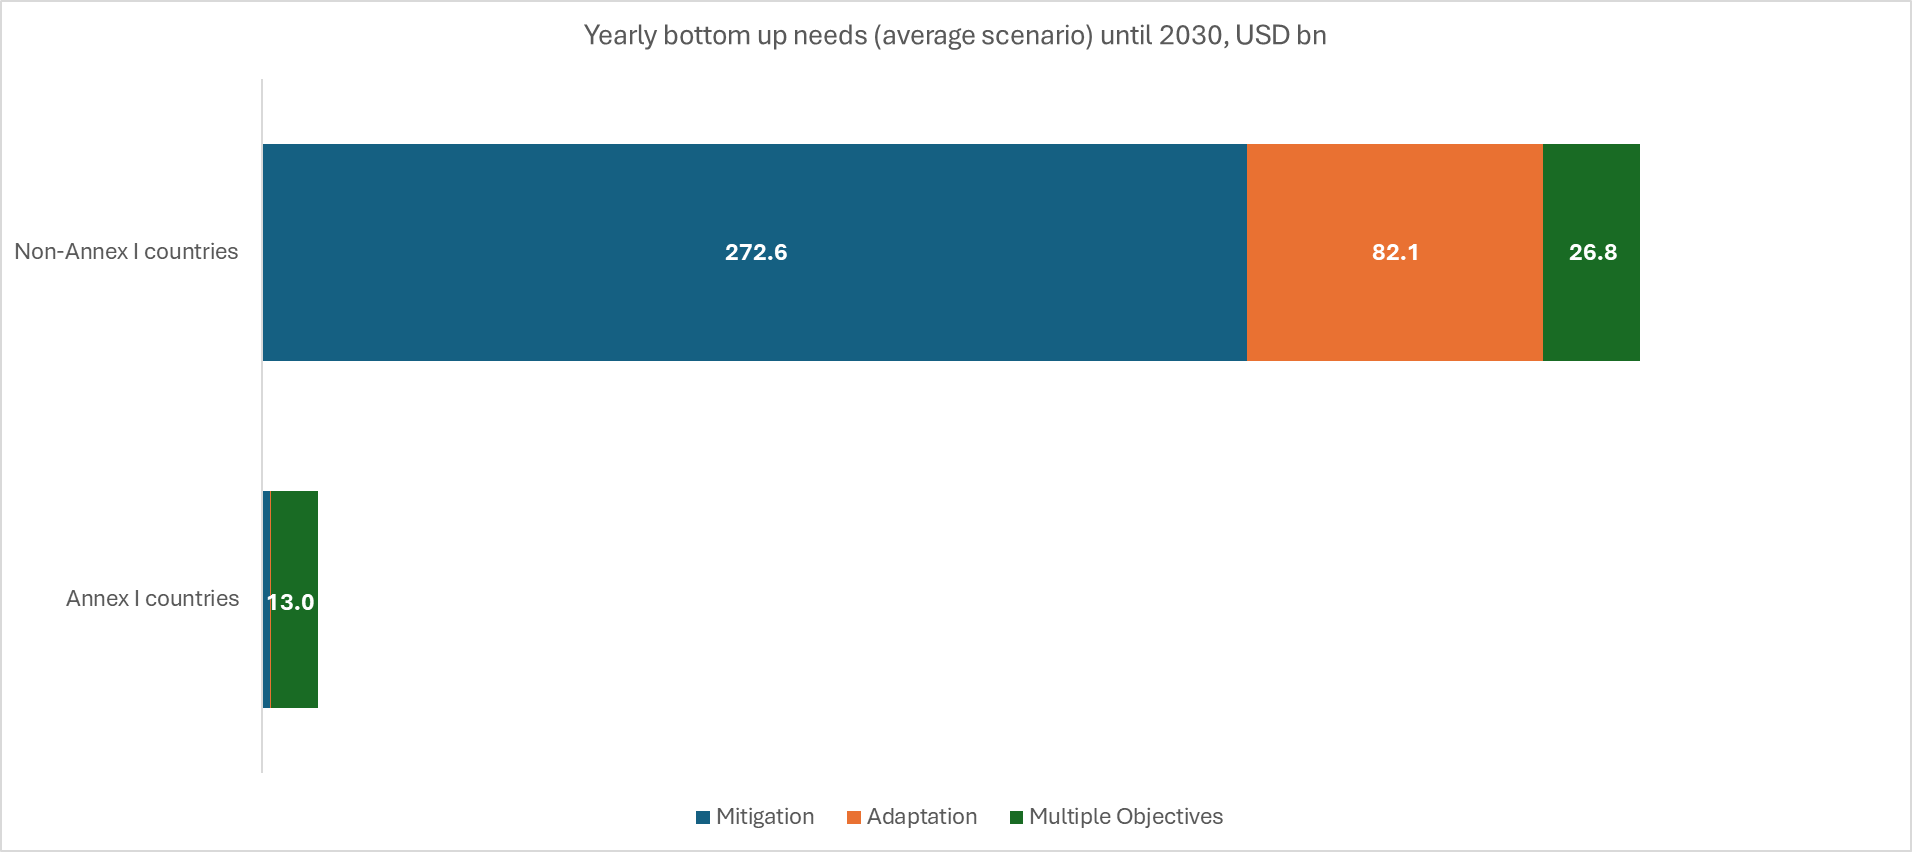 Yearly bottom up needs (average scenario) until 2030, USD bn
Non-Annex I countries
272.6
82.1
26.8
Annex I countries
13.0
Mitigation
Adaptation
Multiple Objectives